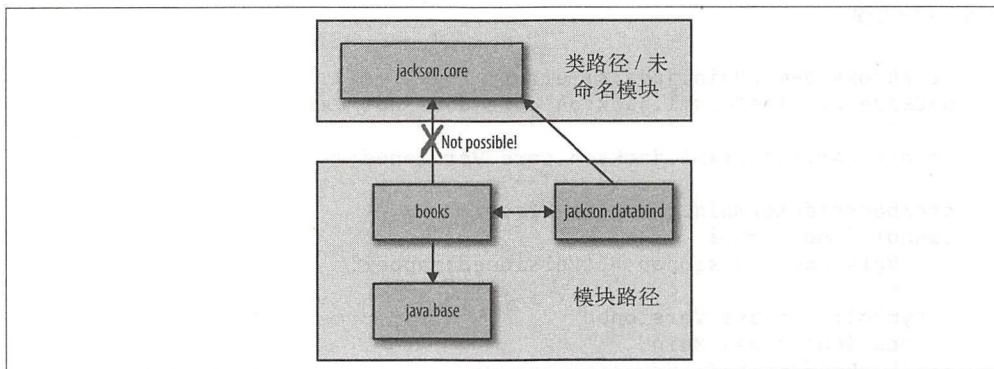 jackson.core
类路径 / 未
命名模块
Not possible!
books
jackson.databind
java.base
模块路径